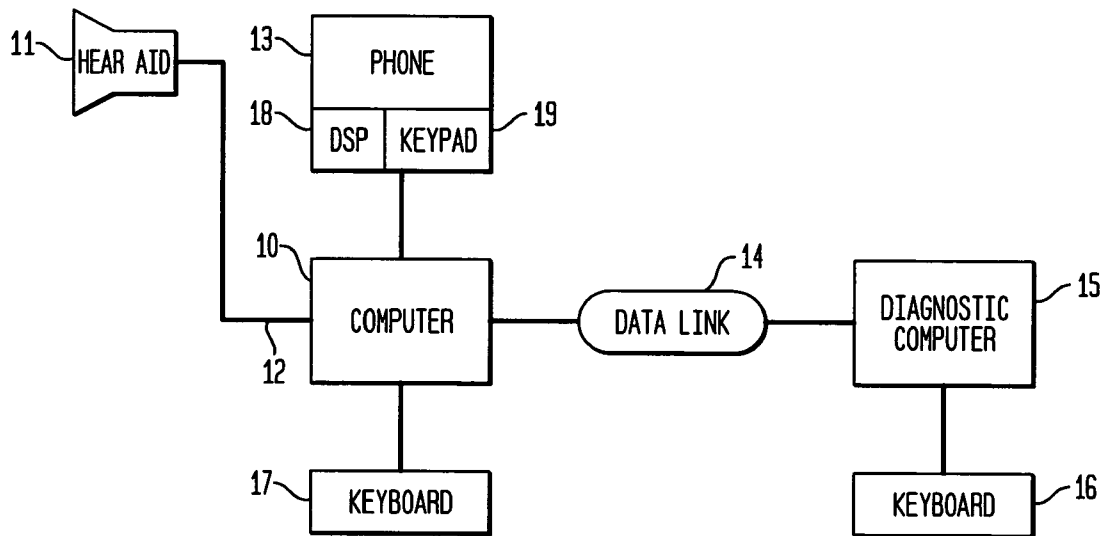 11
HEAR AID
13
PHONE
18
DSP
KEYPAD
19
10
COMPUTER
12
14
DATA LINK
15
DIAGNOSTIC
COMPUTER
17
KEYBOARD
KEYBOARD
16